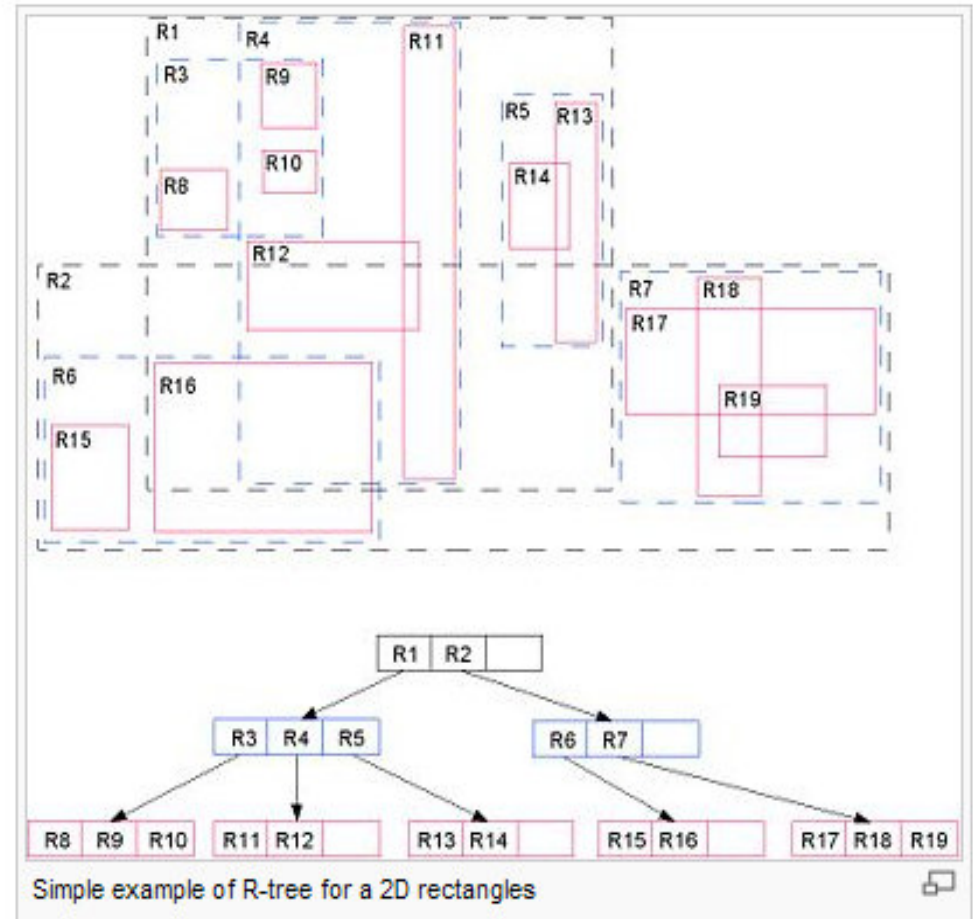 R1 R4 R11
R3 R9
R5 R13
R10
R14
R8
R12
R2
R7 R18
R17
R6
R16
R19
R15
R1 R2
R3 R4 R5 R6 R7
R8 R9 R10 R11 R12 R13 R14 R15 R16 R17 R18 R19
Simple example of R-tree for a 2D rectangles